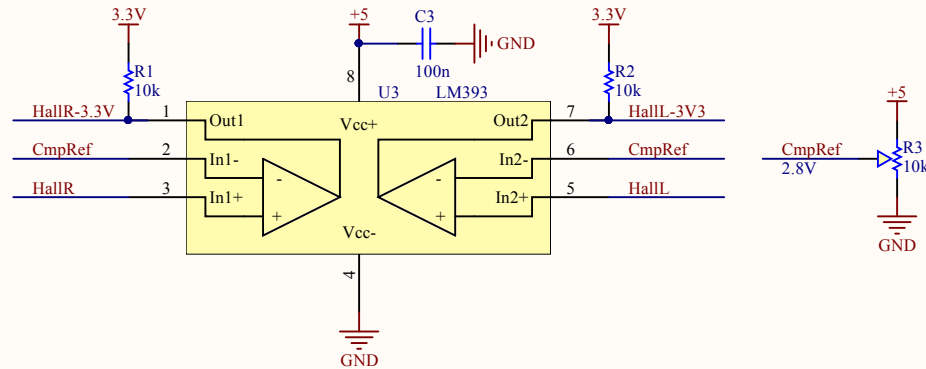 3.3V
+5
C3
GND
100n
3.3V
R1
10k
R2
10k
8
U3
LM393
HallR-3.3V
1
Out1
Vcc+
Out2
7
HallL-3V3
CmpRef
2
In1-
In2-
6
CmpRef
HallR
3
In1+
In2+
5
HallL
-
+
-
+
Vcc-
4
GND
+5
CmpRef
2.8V
R3
10k
GND